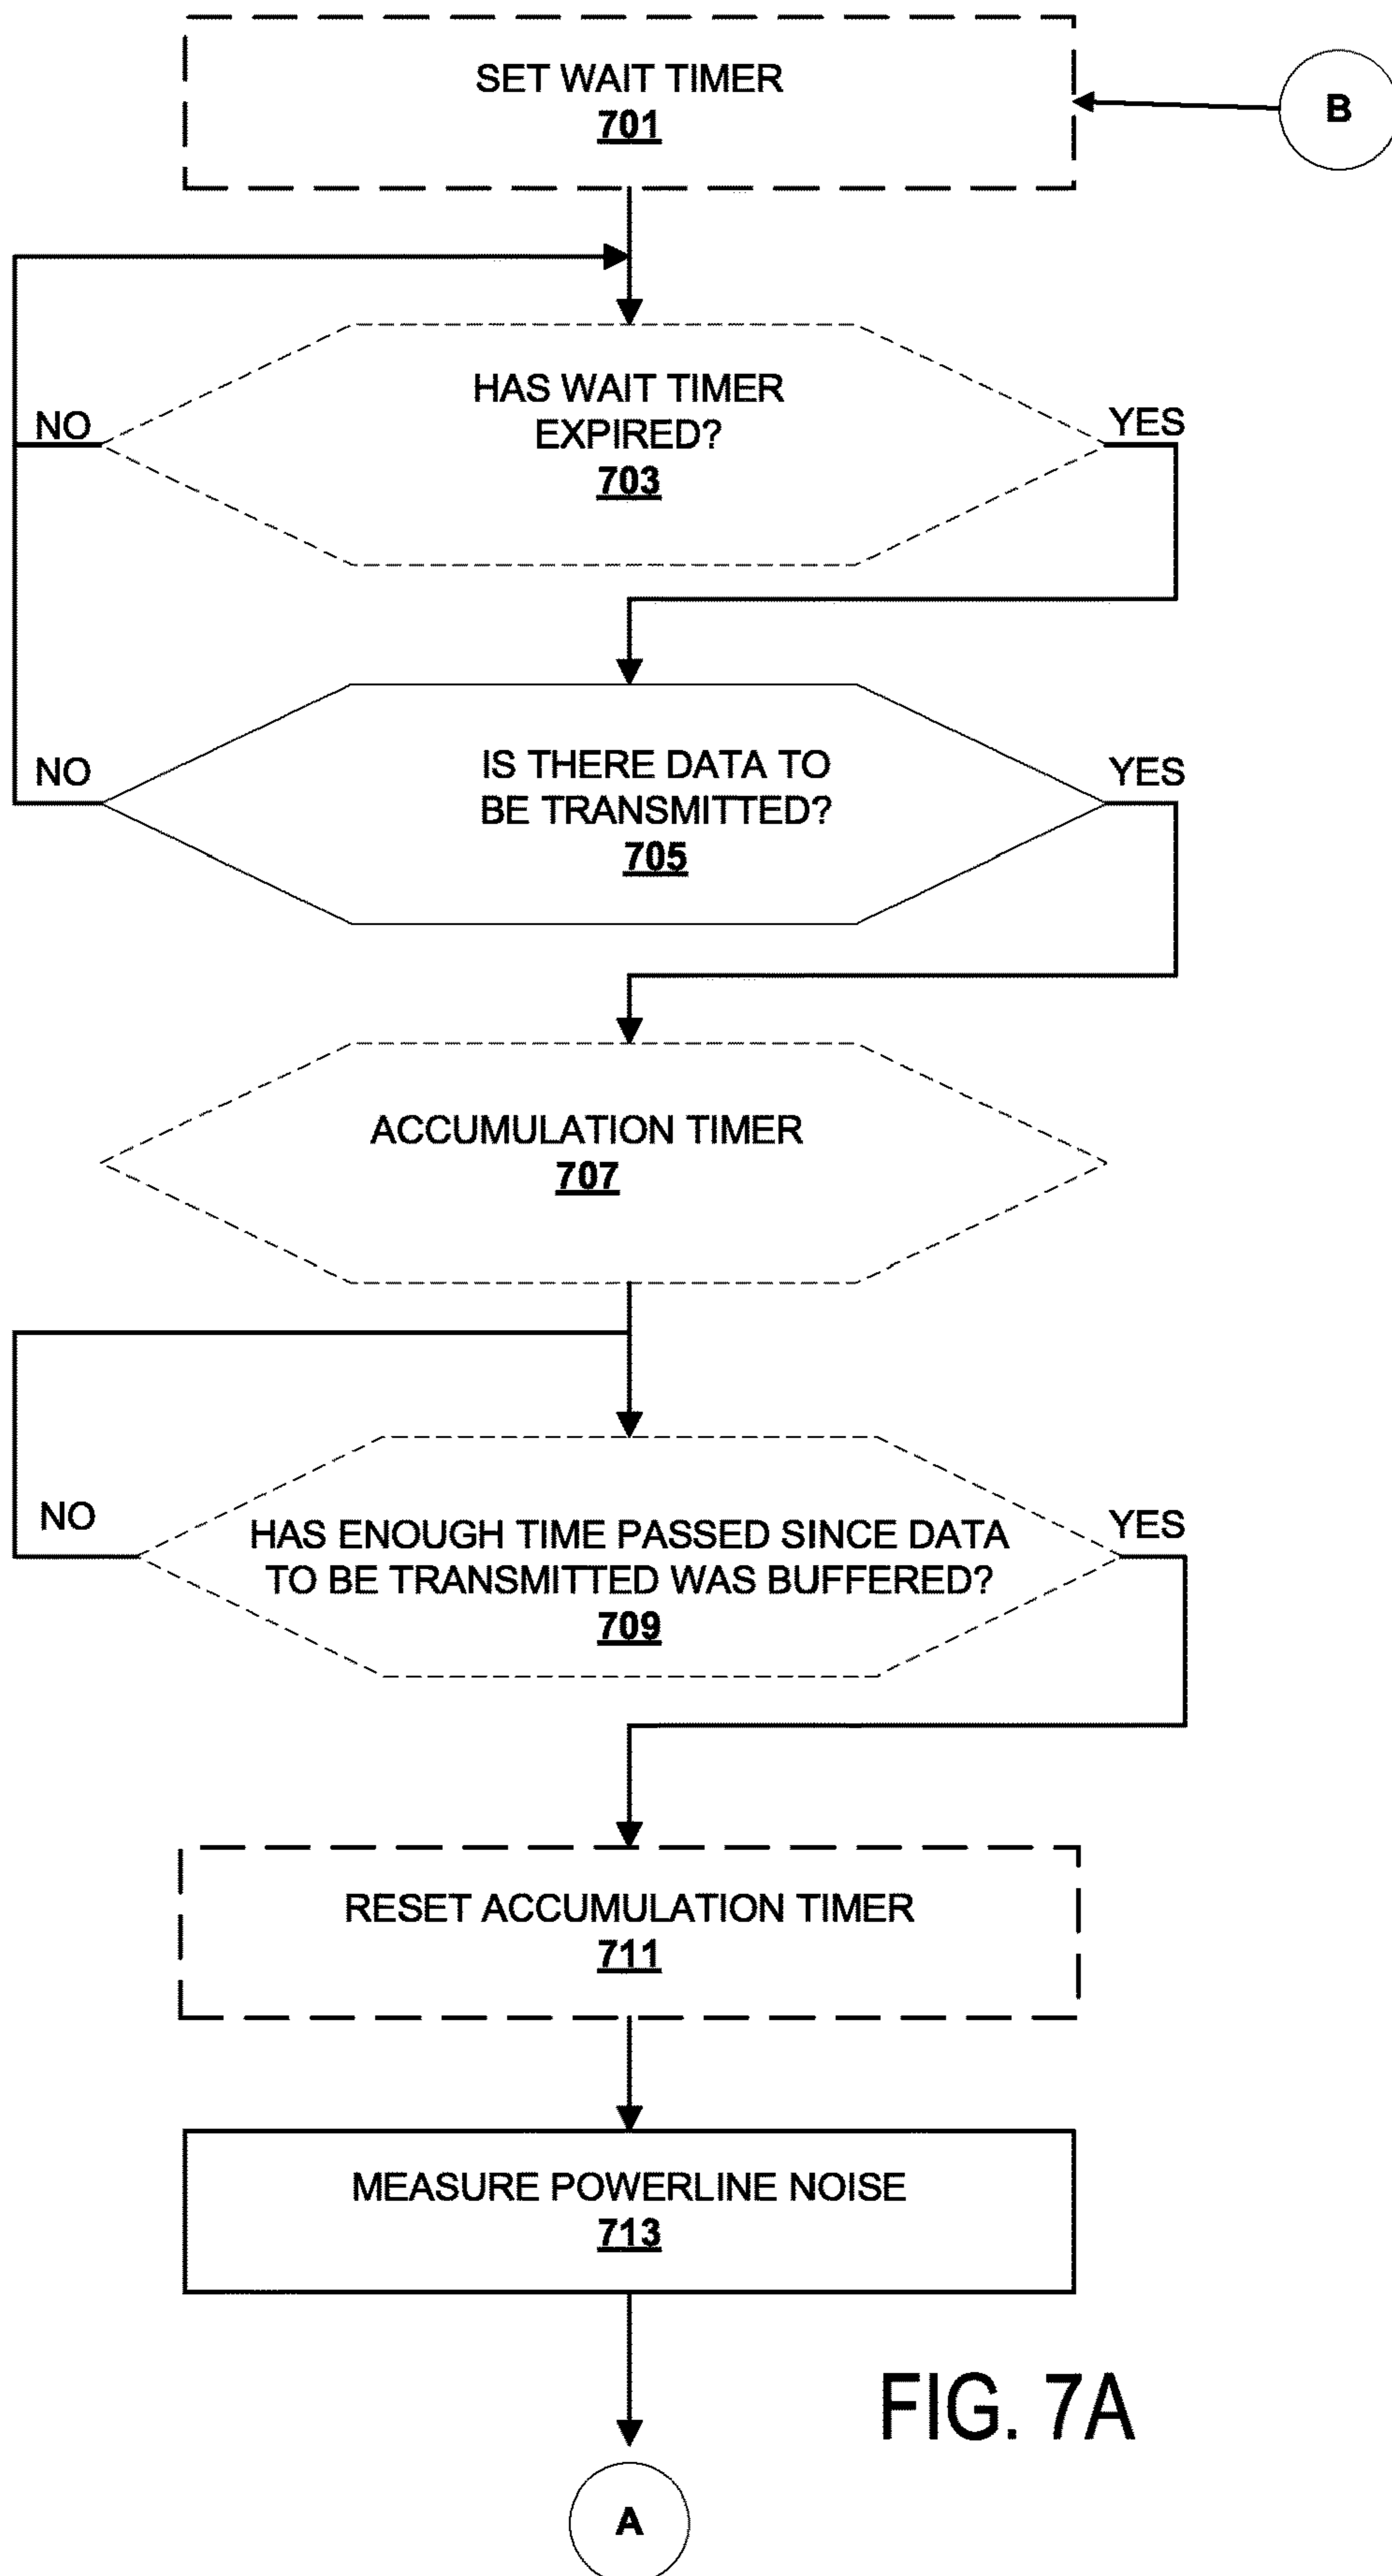 SET WAIT TIMER
701
B
HAS WAIT TIMER
EXPIRED?
703
NO
YES
IS THERE DATA TO
BE TRANSMITTED?
705
NO
YES
ACCUMULATION TIMER
707
HAS ENOUGH TIME PASSED SINCE DATA
TO BE TRANSMITTED WAS BUFFERED?
709
NO
YES
RESET ACCUMULATION TIMER
711
MEASURE POWERLINE NOISE
713
FIG. 7A
A